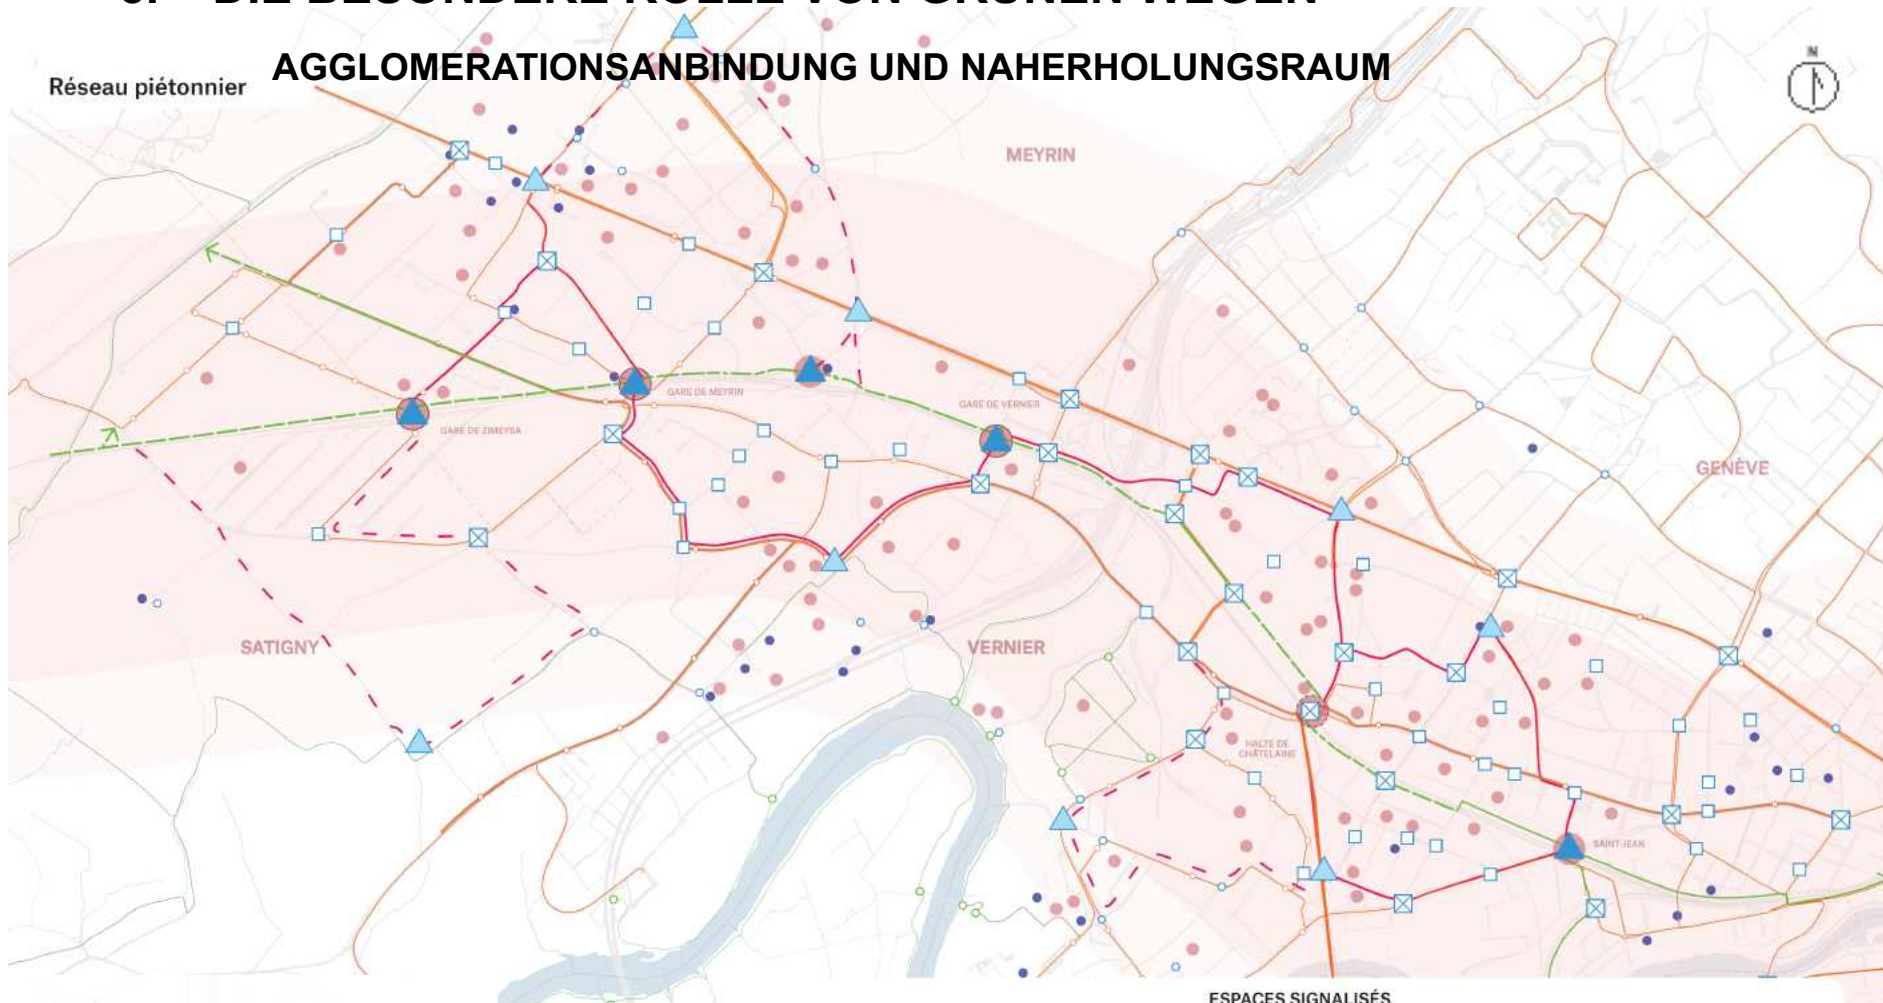 AGGLOMERATIONSANBINDUNG UND NAHERHOLUNGSRAUM
Réseau piétonnier
N
MEYRIN
GARE DE MEYRIN
GARE DE VERNIER
GARE DE ZIMEYSA
GENÈVE
SATIGNY
VERNIER
HALTE DE
CHÂTELAINE
SAINT-JEAN
ESPACES SIGNALISÉS